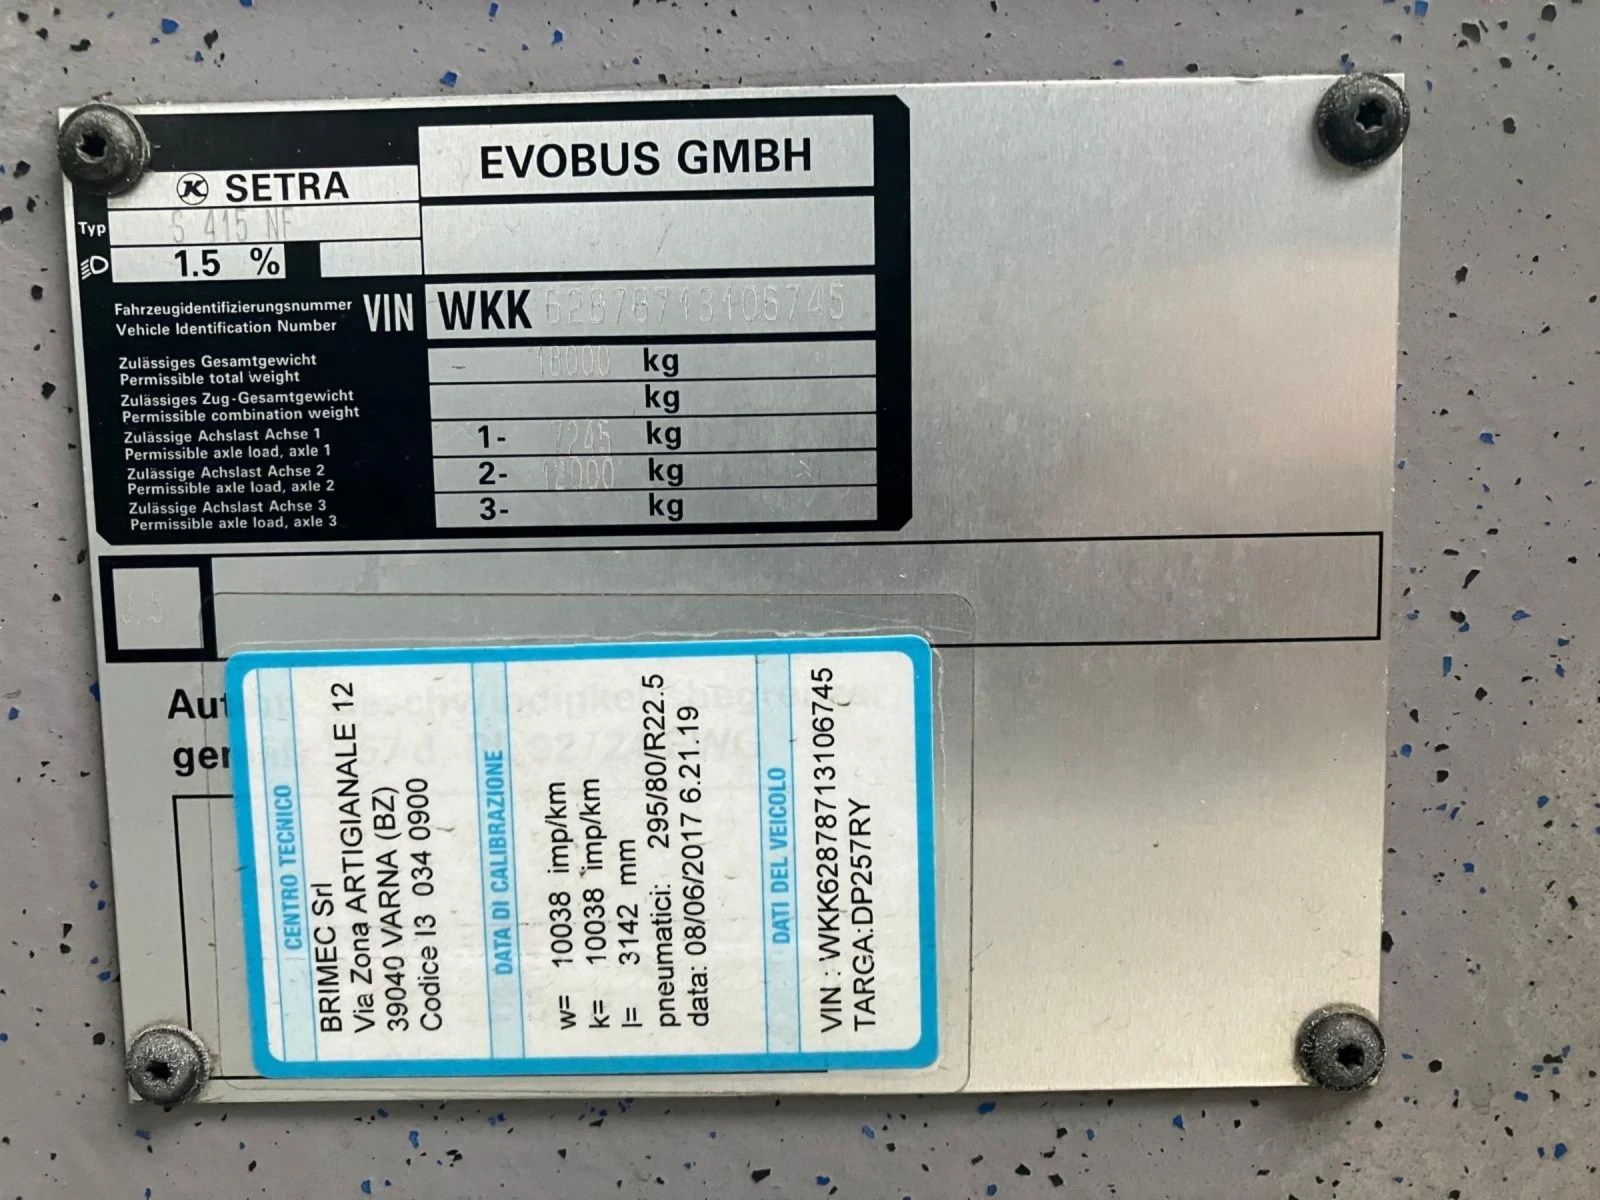 EVOBUS GMBH
K SETRA
Typ S 415 NF
1.5 %
Fahrzeugidentifizierungsnummer
Vehicle Identification Number
VIN WKK 62878713106745
Zulässiges Gesamtgewicht
Permissible total weight
- 18000 kg
Zulässiges Zug-Gesamtgewicht
Permissible combination weight
kg
Zulässige Achslast Achse 1
Permissible axle load, axle 1
1- 7245 kg
Zulässige Achslast Achse 2
Permissible axle load, axle 2
2- 12000 kg
Zulässige Achslast Achse 3
Permissible axle load, axle 3
3- kg
CENTRO TECNICO
BRIMEC Srl
Via Zona ARTIGIANALE 12
39040 VARNA (BZ)
Codice I3 034 0900
DATA DI CALIBRAZIONE
w= 10038 imp/km
k= 10038 imp/km
l= 3142 mm
pneumatici: 295/80/R22.5
data: 08/06/2017 6.21.19
DATI DEL VEICOLO
VIN : WKK62878713106745
TARGA:DP257RY